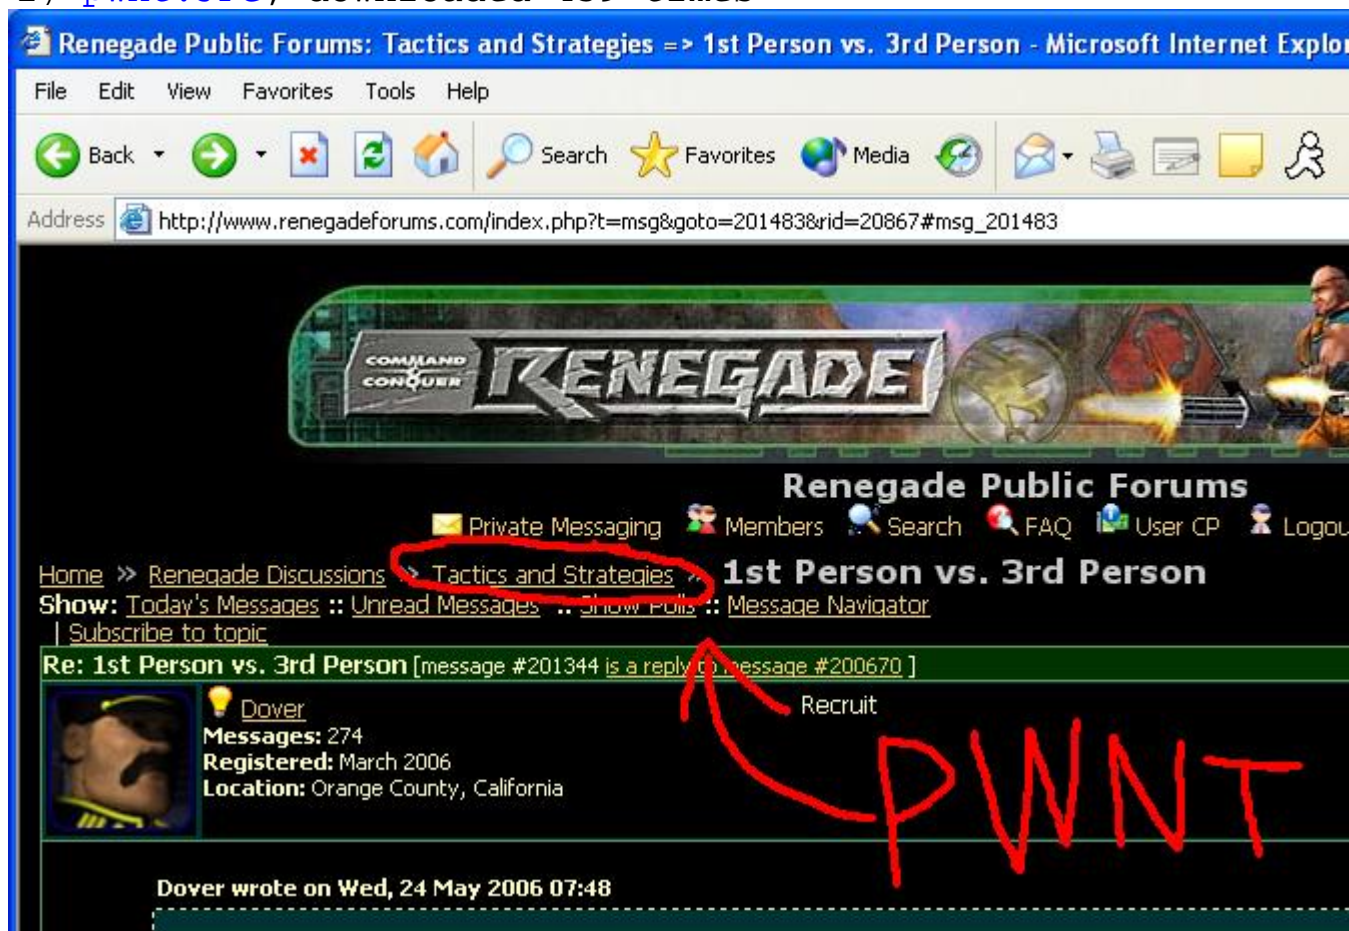 Renegade Public Forums: Tactics and Strategies => 1st Person vs. 3rd Person - Microsoft Internet Explor
File Edit View Favorites Tools Help
Back Search Favorites Media
Address http://www.renegadeforums.com/index.php?t=msg&goto=201483&rid=20867#msg_201483
COMMAND & CONQUER RENEGADE
Renegade Public Forums
Private Messaging Members Search FAQ User CP Logou
Home >> Renegade Discussions >> Tactics and Strategies >> 1st Person vs. 3rd Person
Show: Today's Messages :: Unread Messages :: Show Polls :: Message Navigator
| Subscribe to topic
Re: 1st Person vs. 3rd Person [message #201344 is a reply to message #200670 ]
Dover Recruit
Messages: 274
Registered: March 2006
Location: Orange County, California
PWNT
Dover wrote on Wed, 24 May 2006 07:48